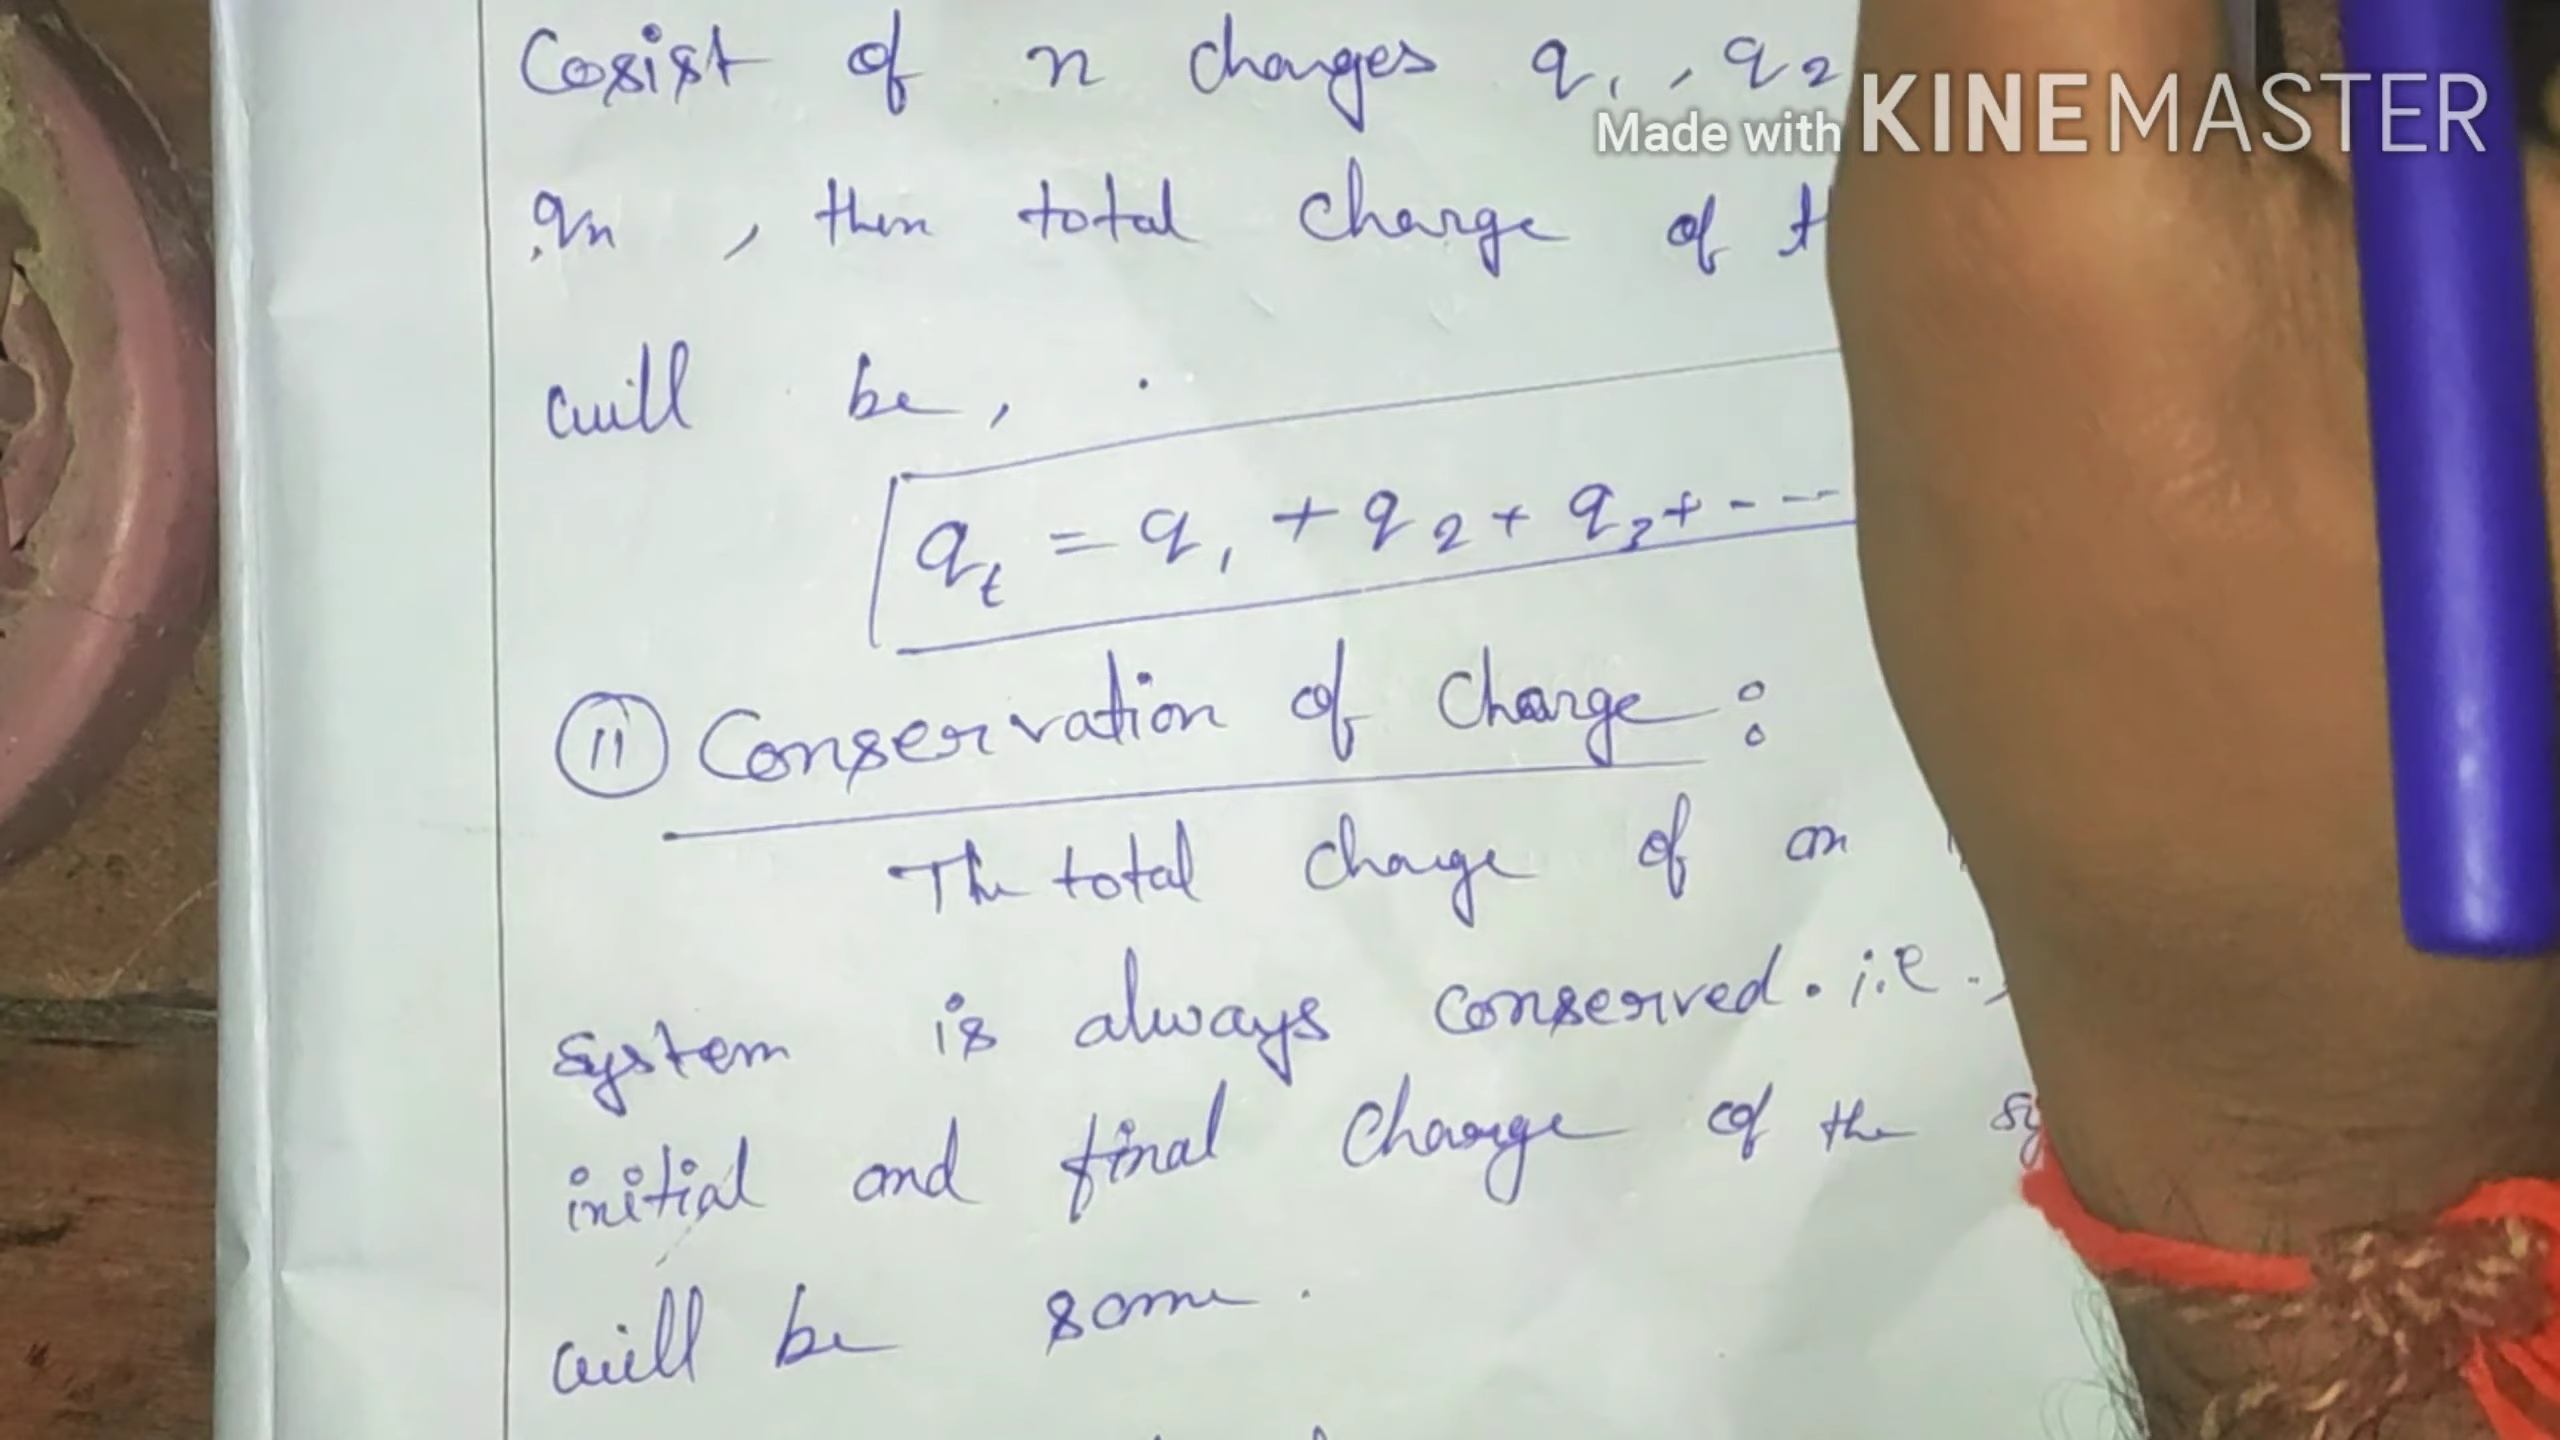 Cosist of n charges q1, q2
Made with KINEMASTER
qn , then total charge of t
will be,
qt = q1 + q2 + q3 + - --
(ii) Conservation of Charge :
The total charge of an
system is always conserved. i.e.,
initial and final charge of the sy
will be same.